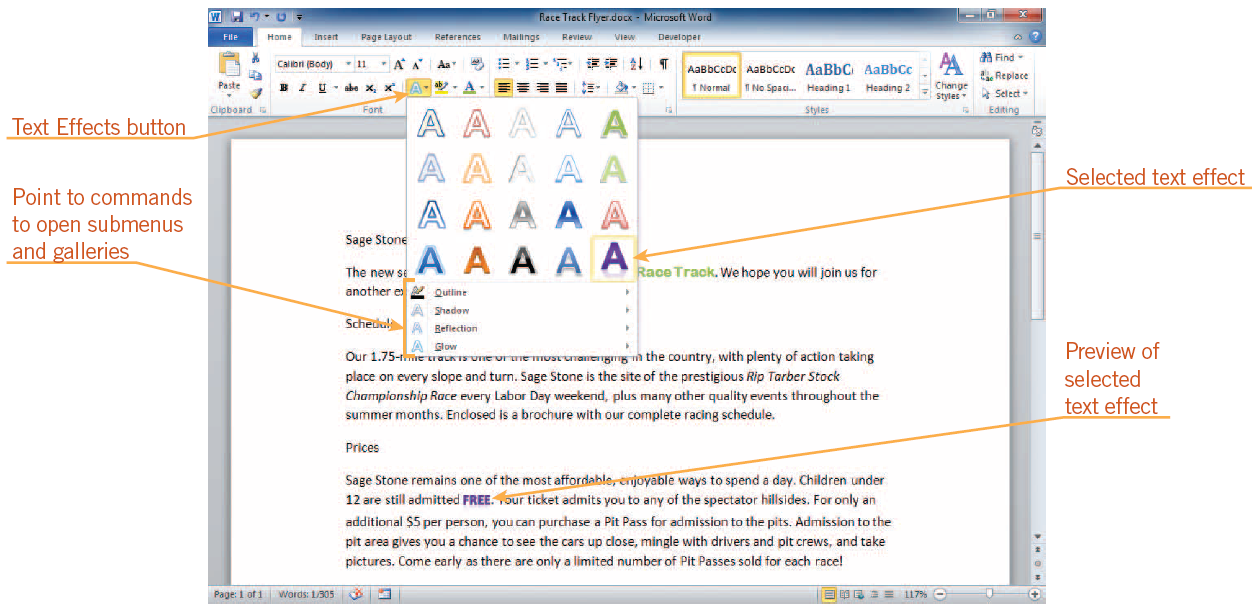 Race Track Flyer.docx - Microsoft Word
File Home Insert Page Layout References Mailings Review View Developer
Calibri (Body) 11
Paste
Clipboard
Font
AaBbCcDc AaBbCcDc AaBbC AaBbCc
¶ Normal ¶ No Spaci... Heading 1 Heading 2
Change
Styles
Styles
Find
Replace
Select
Editing
Text Effects button
Point to commands
to open submenus
and galleries
Selected text effect
Preview of
selected
text effect
Outline
Shadow
Reflection
Glow
Sage Stone
The new Race Track. We hope you will join us for
another
Our 1.75-mile track is one of the most challenging in the country, with plenty of action taking
place on every slope and turn. Sage Stone is the site of the prestigious Rip Tarber Stock
Championship Race every Labor Day weekend, plus many other quality events throughout the
summer months. Enclosed is a brochure with our complete racing schedule.
Prices
Sage Stone remains one of the most affordable, enjoyable ways to spend a day. Children under
12 are still admitted FREE. Your ticket admits you to any of the spectator hillsides. For only an
additional $5 per person, you can purchase a Pit Pass for admission to the pits. Admission to the
pit area gives you a chance to see the cars up close, mingle with drivers and pit crews, and take
pictures. Come early as there are only a limited number of Pit Passes sold for each race!
Page: 1 of 1 Words: 1/305 117%